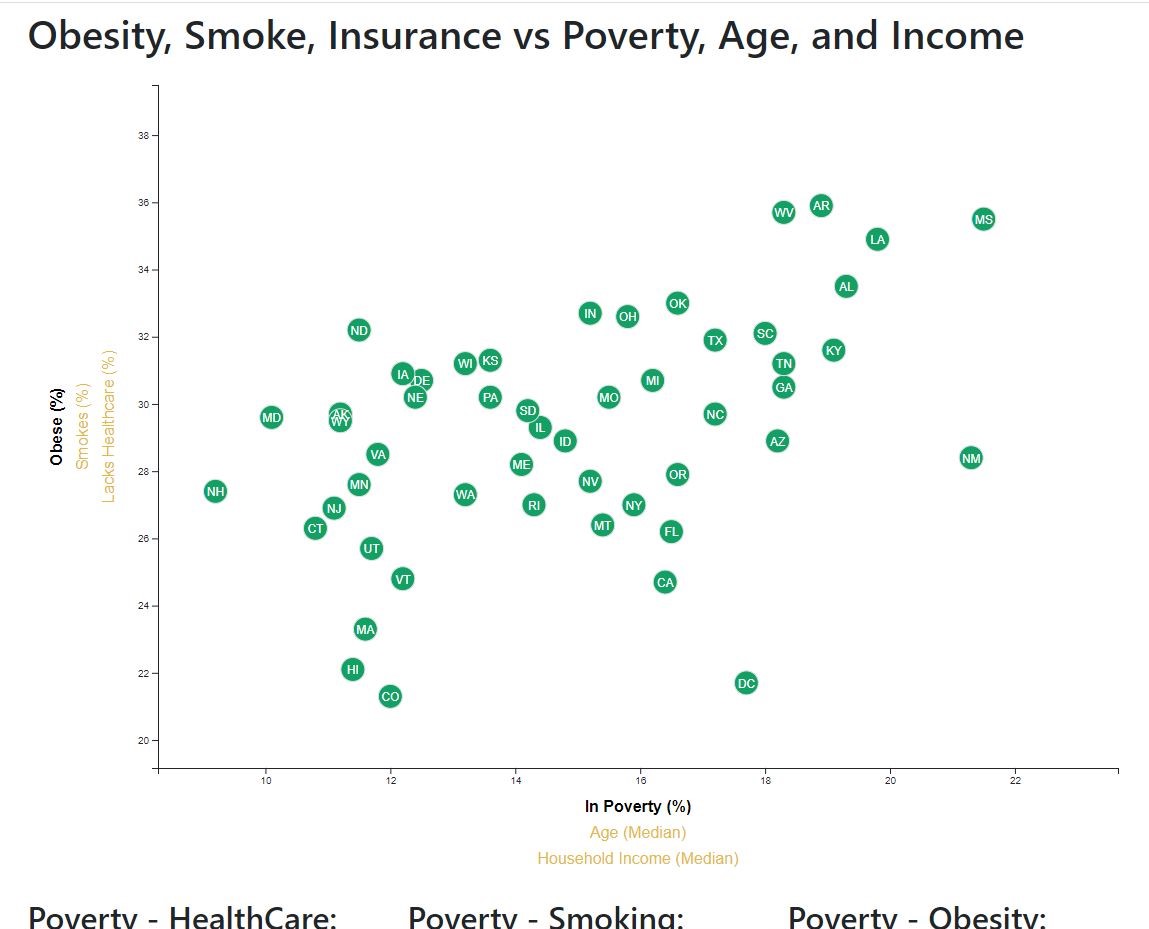 Obesity, Smoke, Insurance vs Poverty, Age, and Income
38
36
34
32
30
28
26
24
22
20
Obese (%)
Smokes (%)
Lacks Healthcare (%)
WV
AR
MS
LA
AL
OK
IN
OH
ND
SC
TX
KY
TN
WI
KS
IA
DE
GA
MI
NE
PA
MO
SD
MD
AK
WY
NC
IL
ID
AZ
VA
NM
ME
OR
MN
NV
NH
WA
NJ
RI
NY
CT
MT
FL
UT
VT
CA
MA
HI
DC
CO
10
12
14
16
18
20
22
In Poverty (%)
Age (Median)
Household Income (Median)
Poverty - HealthCare:
Poverty - Smoking:
Poverty - Obesity: